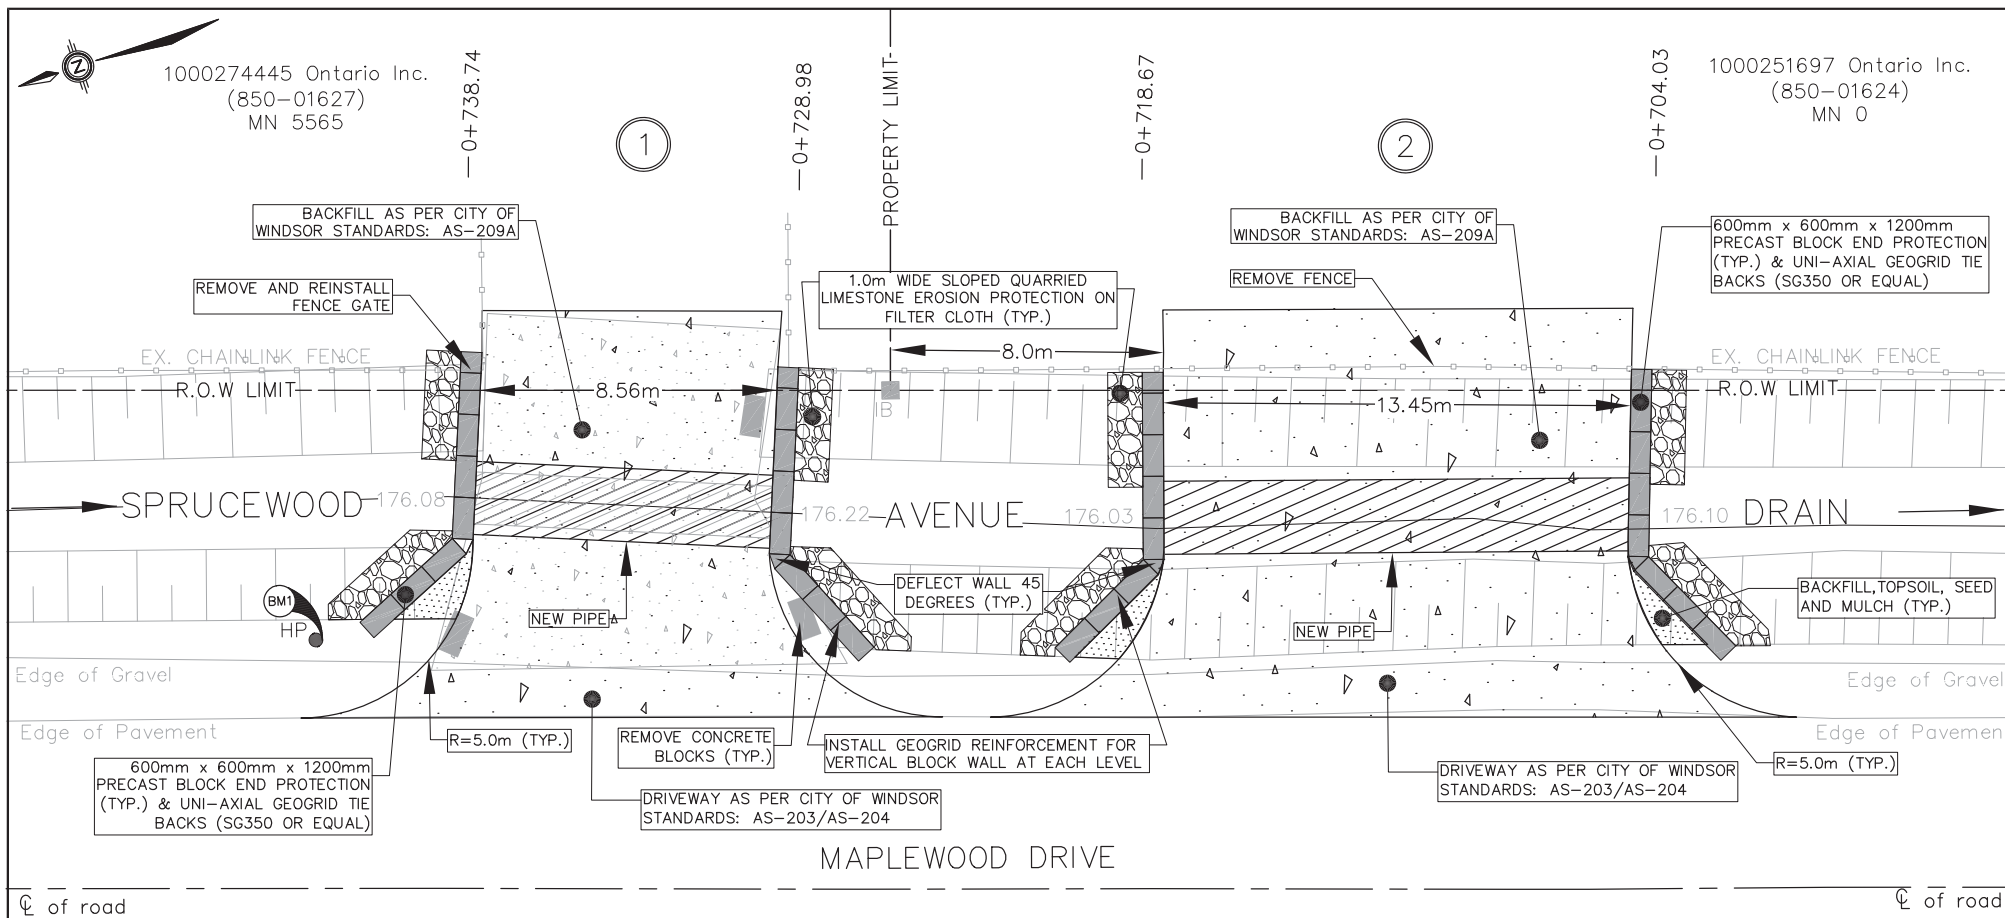 N
1000274445 Ontario Inc.
(850-01627)
MN 5565
0+738.74
1
0+728.98
PROPERTY LIMIT
0+718.67
2
0+704.03
1000251697 Ontario Inc.
(850-01624)
MN 0
BACKFILL AS PER CITY OF
WINDSOR STANDARDS: AS-209A
REMOVE AND REINSTALL
FENCE GATE
1.0m WIDE SLOPED QUARRIED
LIMESTONE EROSION PROTECTION ON
FILTER CLOTH (TYP.)
BACKFILL AS PER CITY OF
WINDSOR STANDARDS: AS-209A
REMOVE FENCE
600mm x 600mm x 1200mm
PRECAST BLOCK END PROTECTION
(TYP.) & UNI-AXIAL GEOGRID TIE
BACKS (SG350 OR EQUAL)
EX. CHAINLINK FENCE
8.0m
EX. CHAINLINK FENCE
R.O.W LIMIT
8.56m
IB
13.45m
R.O.W LIMIT
SPRUCEWOOD
176.08
176.22
AVENUE
176.03
176.10
DRAIN
BM1
HP
NEW PIPE
DEFLECT WALL 45
DEGREES (TYP.)
NEW PIPE
BACKFILL,TOPSOIL, SEED
AND MULCH (TYP.)
Edge of Gravel
Edge of Gravel
Edge of Pavement
Edge of Pavemen
R=5.0m (TYP.)
REMOVE CONCRETE
BLOCKS (TYP.)
INSTALL GEOGRID REINFORCEMENT FOR
VERTICAL BLOCK WALL AT EACH LEVEL
R=5.0m (TYP.)
600mm x 600mm x 1200mm
PRECAST BLOCK END PROTECTION
(TYP.) & UNI-AXIAL GEOGRID TIE
BACKS (SG350 OR EQUAL)
DRIVEWAY AS PER CITY OF WINDSOR
STANDARDS: AS-203/AS-204
DRIVEWAY AS PER CITY OF WINDSOR
STANDARDS: AS-203/AS-204
MAPLEWOOD DRIVE
℄ of road
℄ of road